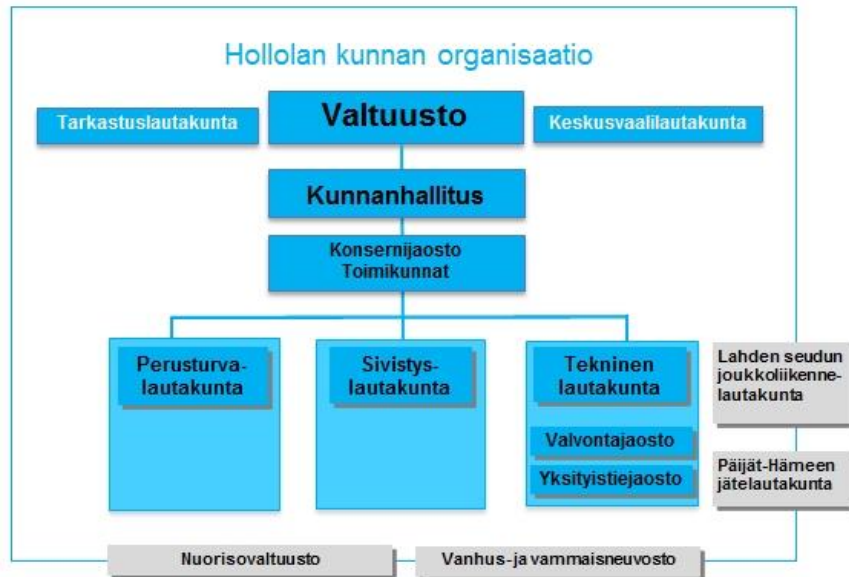 Hollolan kunnan organisaatio
Tarkastuslautakunta
Valtuusto
Keskusvaalilautakunta
Kunnanhallitus
Konsernijaosto
Toimikunnat
Perusturva-
lautakunta
Sivistys-
lautakunta
Tekninen
lautakunta
Valvontajaosto
Yksityistiejaosto
Lahden seudun
joukkoliikenne-
lautakunta
Päijät-Hämeen
jätelautakunta
Nuorisovaltuusto
Vanhus-ja vammaisneuvosto